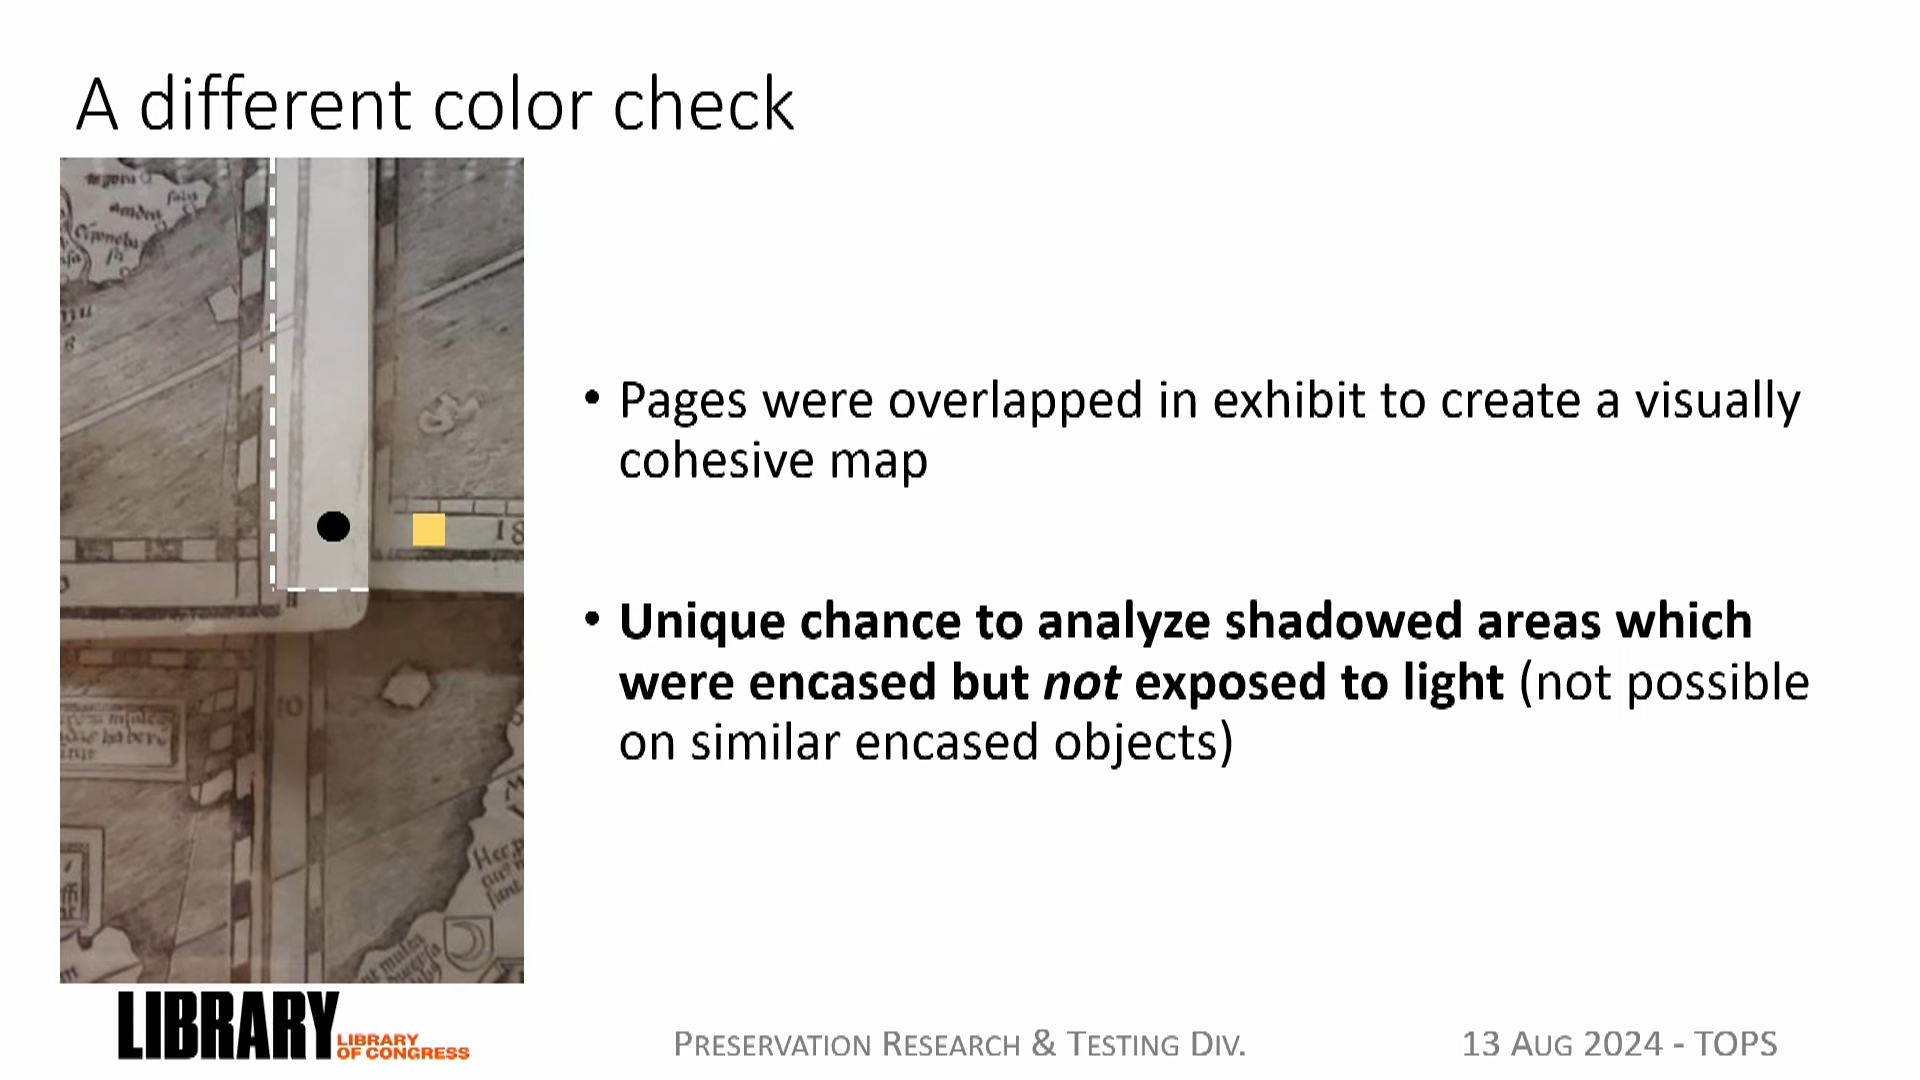 A different color check
• Pages were overlapped in exhibit to create a visually
cohesive map
• Unique chance to analyze shadowed areas which
were encased but not exposed to light (not possible
on similar encased objects)
18
10
LIBRARY
LIBRARY
OF CONGRESS
PRESERVATION RESEARCH & TESTING DIV.
13 AUG 2024 - TOPS